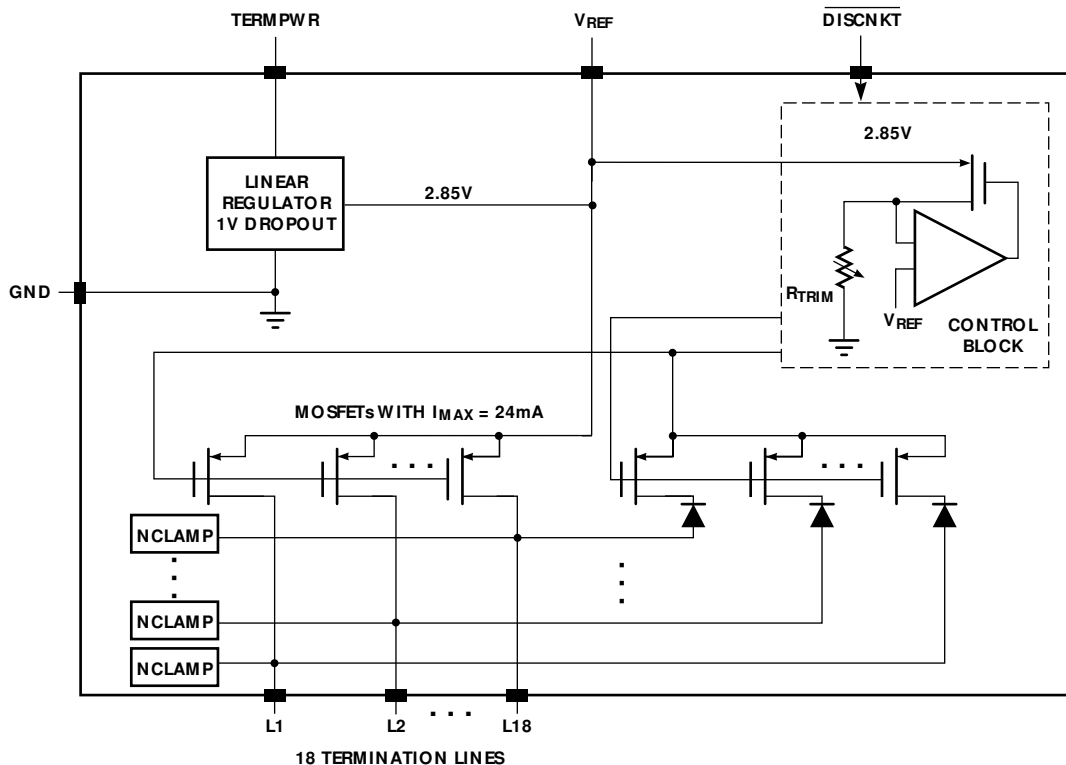 TERMPWR
VREF
DISCNKT
2.85V
LINEAR
REGULATOR
1V DROPOUT
2.85V
GND
RTRIM
VREF
CONTROL
BLOCK
MOSFETs WITH IMAX = 24mA
NCLAMP
NCLAMP
NCLAMP
L1
L2
L18
18 TERMINATION LINES